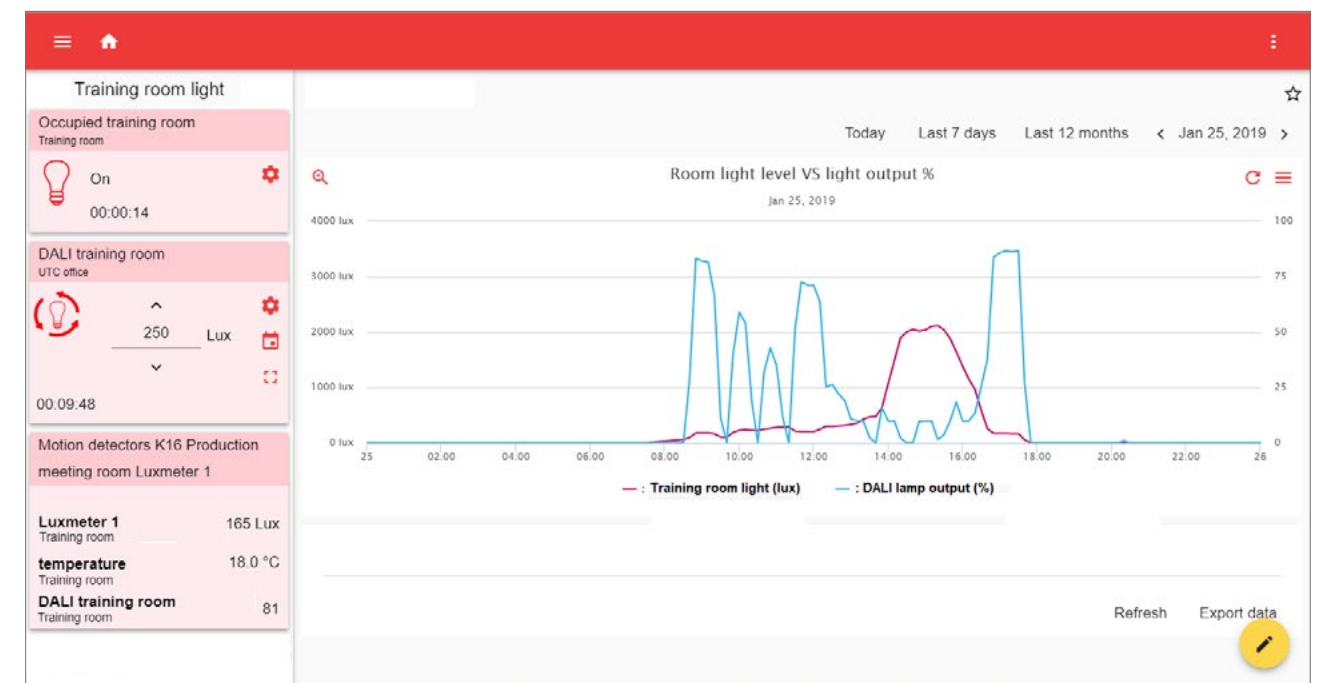 Training room light
Occupied training room
Training room
On
00:00:14
DALI training room
UTC office
250 Lux
00:09:48
Motion detectors K16 Production
meeting room Luxmeter 1
Luxmeter 1 165 Lux
Training room
temperature 18.0 °C
Training room
DALI training room 81
Training room
Today Last 7 days Last 12 months < Jan 25, 2019 >
Room light level VS light output %
Jan 25, 2019
4000 lux 100
3000 lux 75
2000 lux 50
1000 lux 25
0 lux 0
25 02:00 04:00 06:00 08:00 10:00 12:00 14:00 16:00 18:00 20:00 22:00 26
: Training room light (lux) : DALI lamp output (%)
Refresh Export data